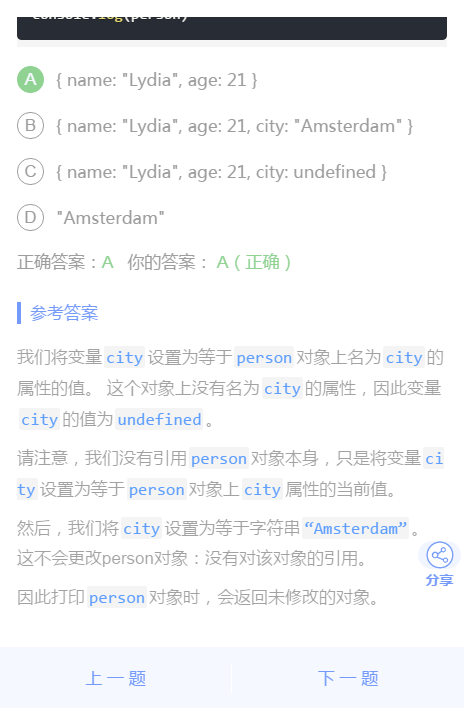 console.log(person)
A { name: "Lydia", age: 21 }
B { name: "Lydia", age: 21, city: "Amsterdam" }
C { name: "Lydia", age: 21, city: undefined }
D "Amsterdam"
正确答案：A 你的答案： A（正确）
参考答案
我们将变量 city 设置为等于 person 对象上名为 city 的
属性的值。 这个对象上没有名为 city 的属性，因此变量
city 的值为 undefined 。
请注意，我们没有引用 person 对象本身，只是将变量 ci
ty 设置为等于 person 对象上 city 属性的当前值。
然后，我们将 city 设置为等于字符串 “Amsterdam” 。
这不会更改person对象：没有对该对象的引用。
因此打印 person 对象时，会返回未修改的对象。
分享
上一题 下一题